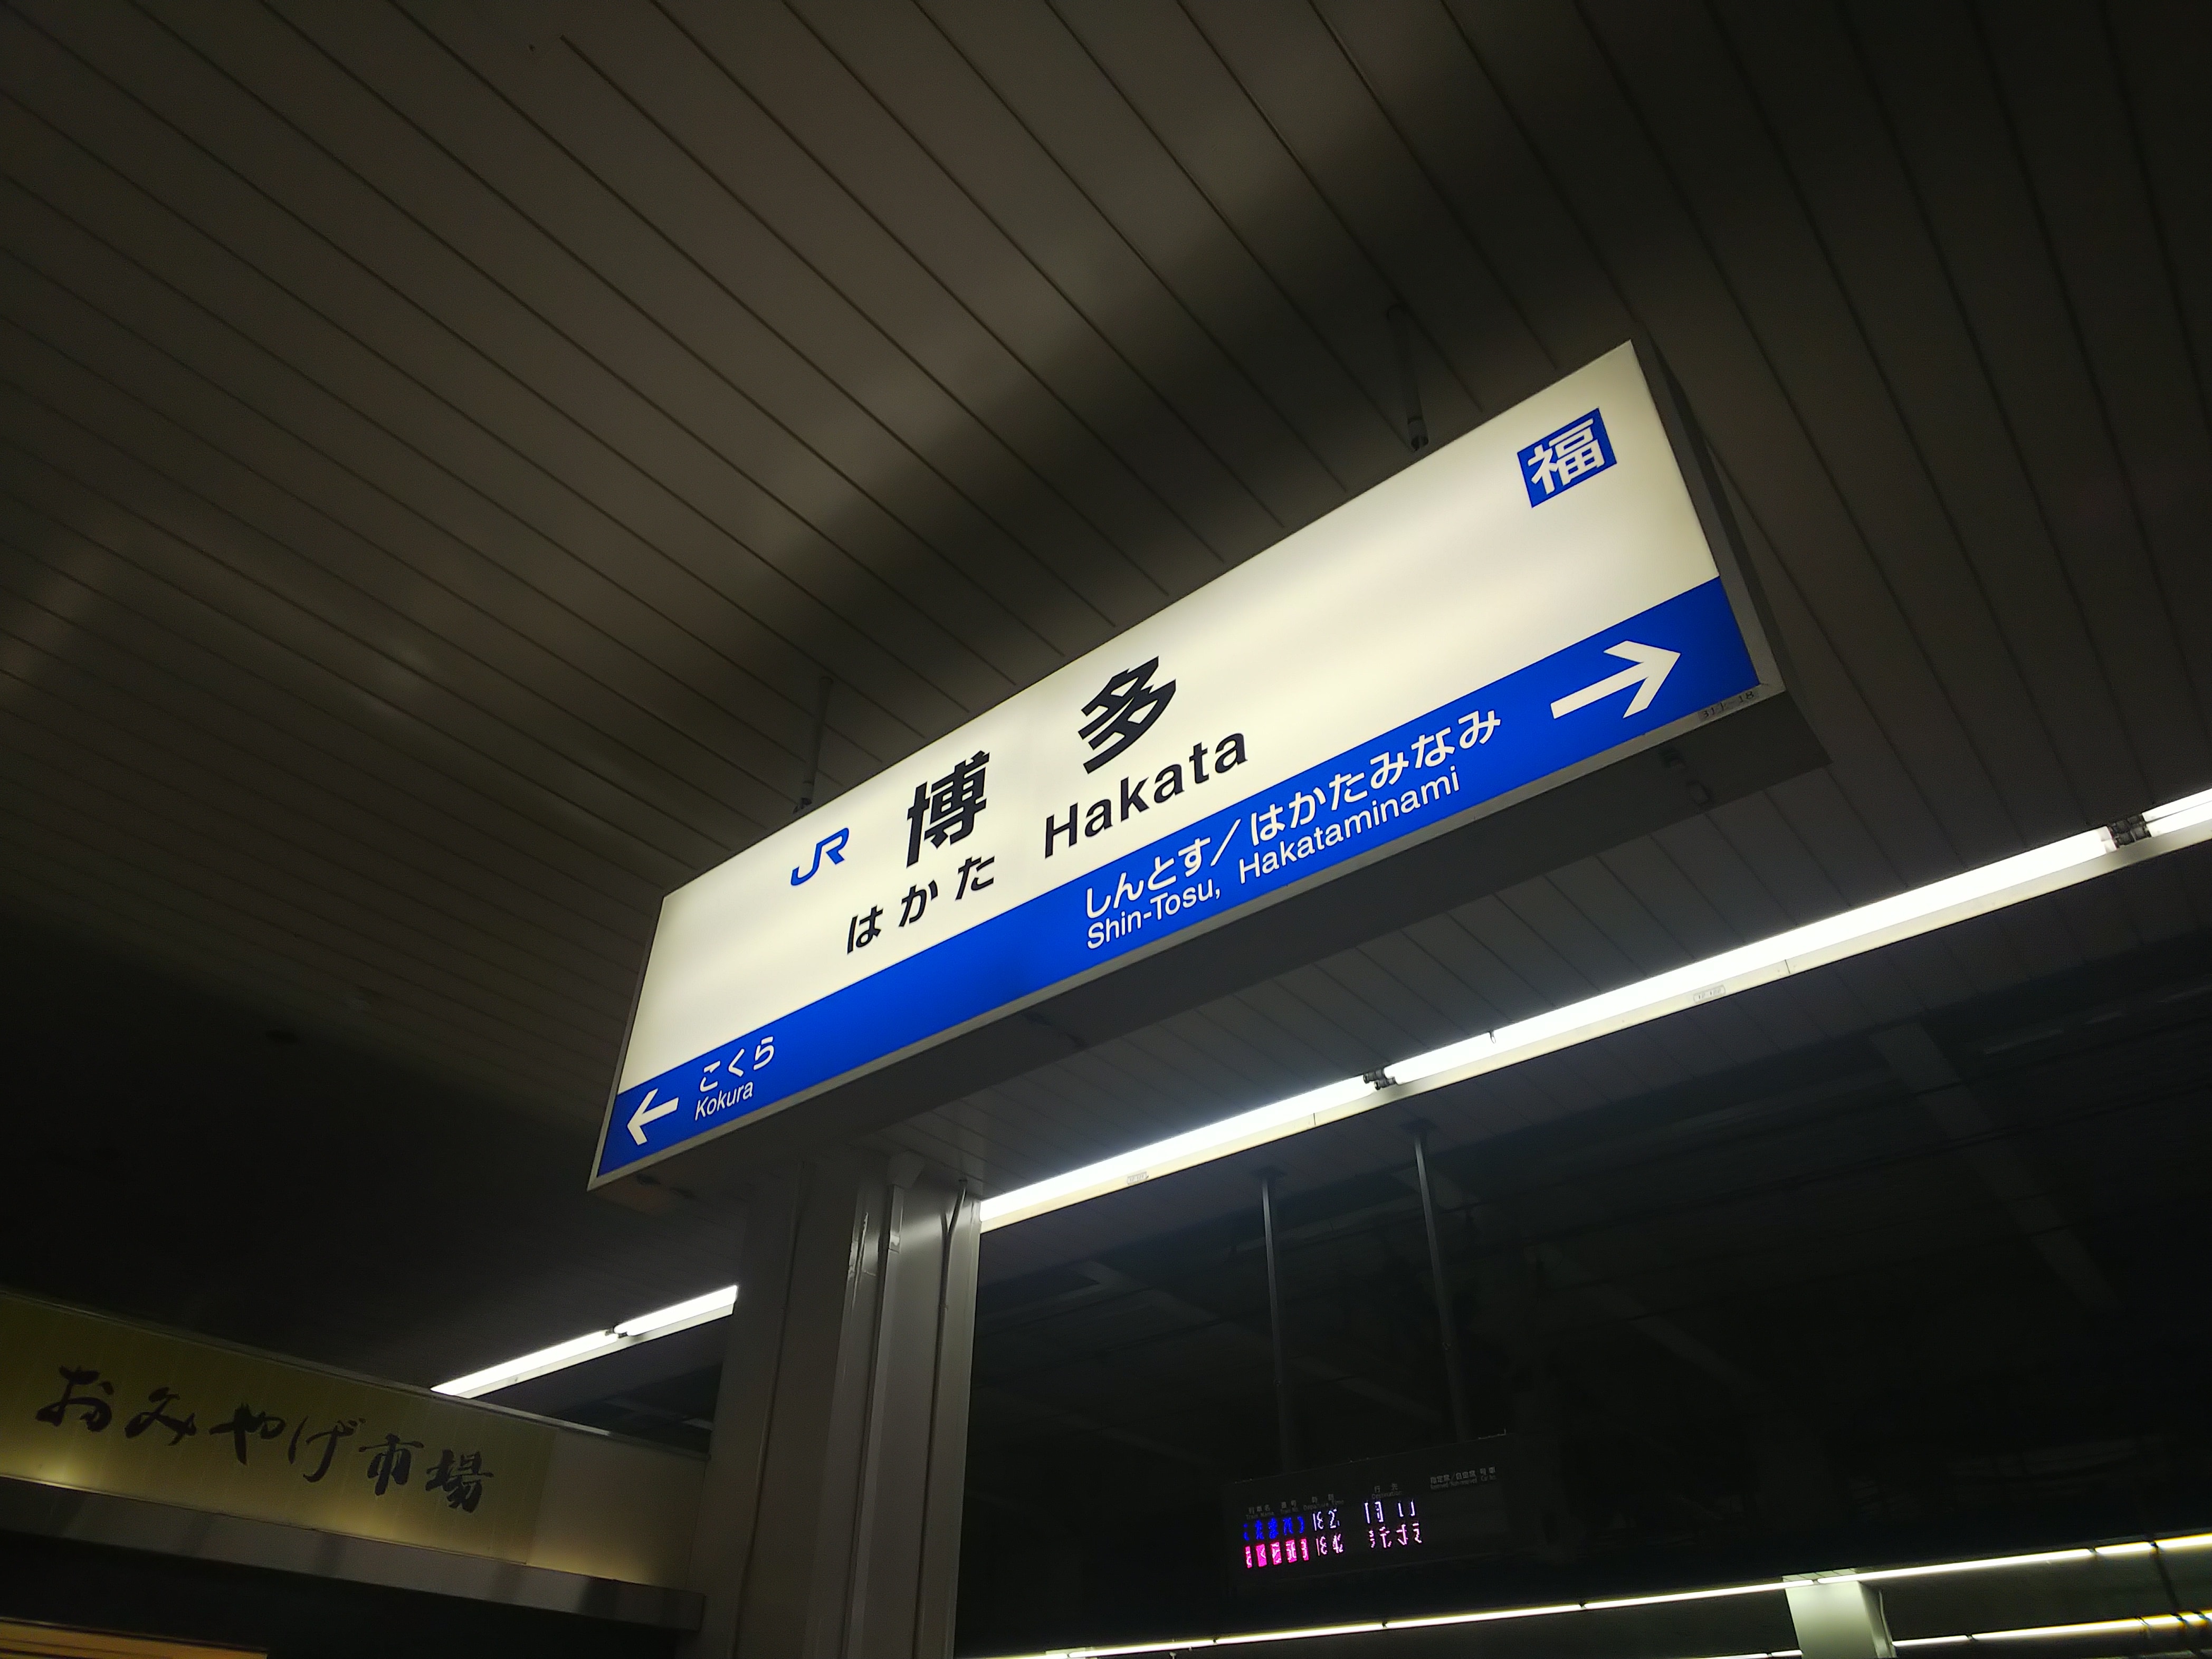 福
JR 博多
はかた Hakata
← こくら
Kokura
しんとす／はかたみなみ →
Shin-Tosu, Hakataminami
おみやげ市場